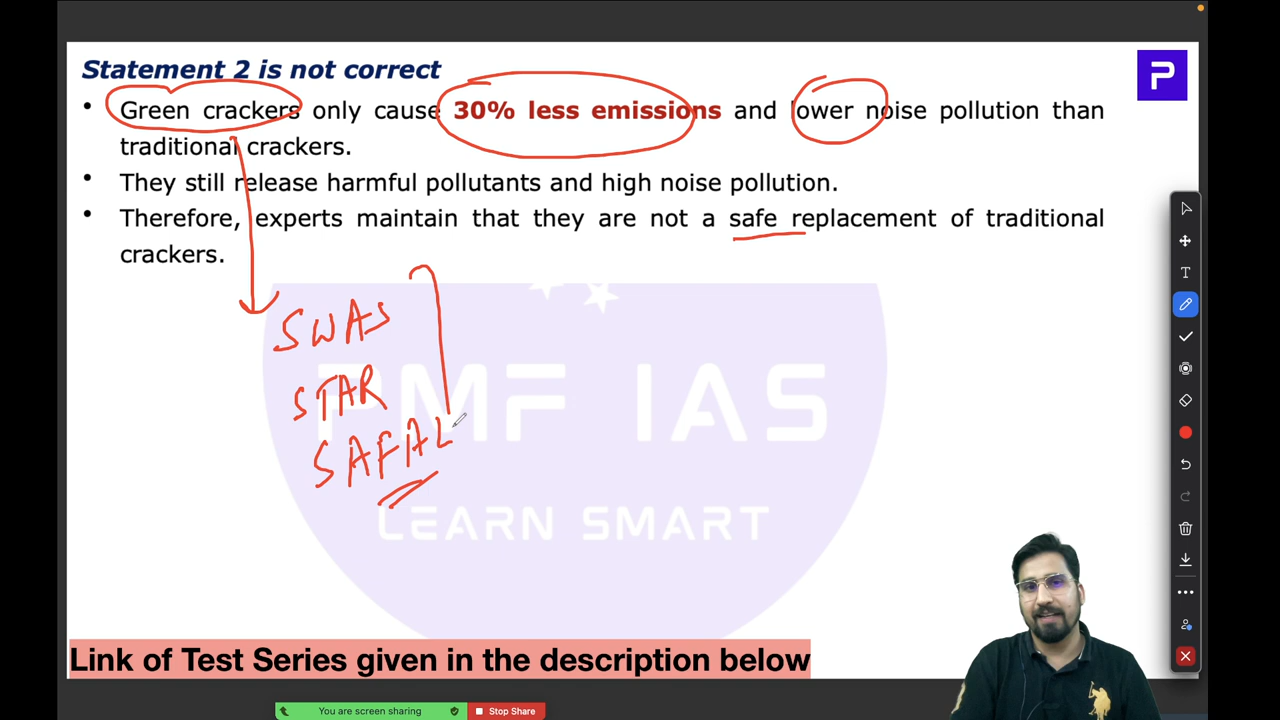 Statement 2 is not correct
P
• Green crackers only cause 30% less emissions and lower noise pollution than
traditional crackers.
• They still release harmful pollutants and high noise pollution.
• Therefore, experts maintain that they are not a safe replacement of traditional
crackers.
SWAS
STAR
SAFAL
PMF IAS
LEARN SMART
Link of Test Series given in the description below
You are screen sharing
Stop Share
T